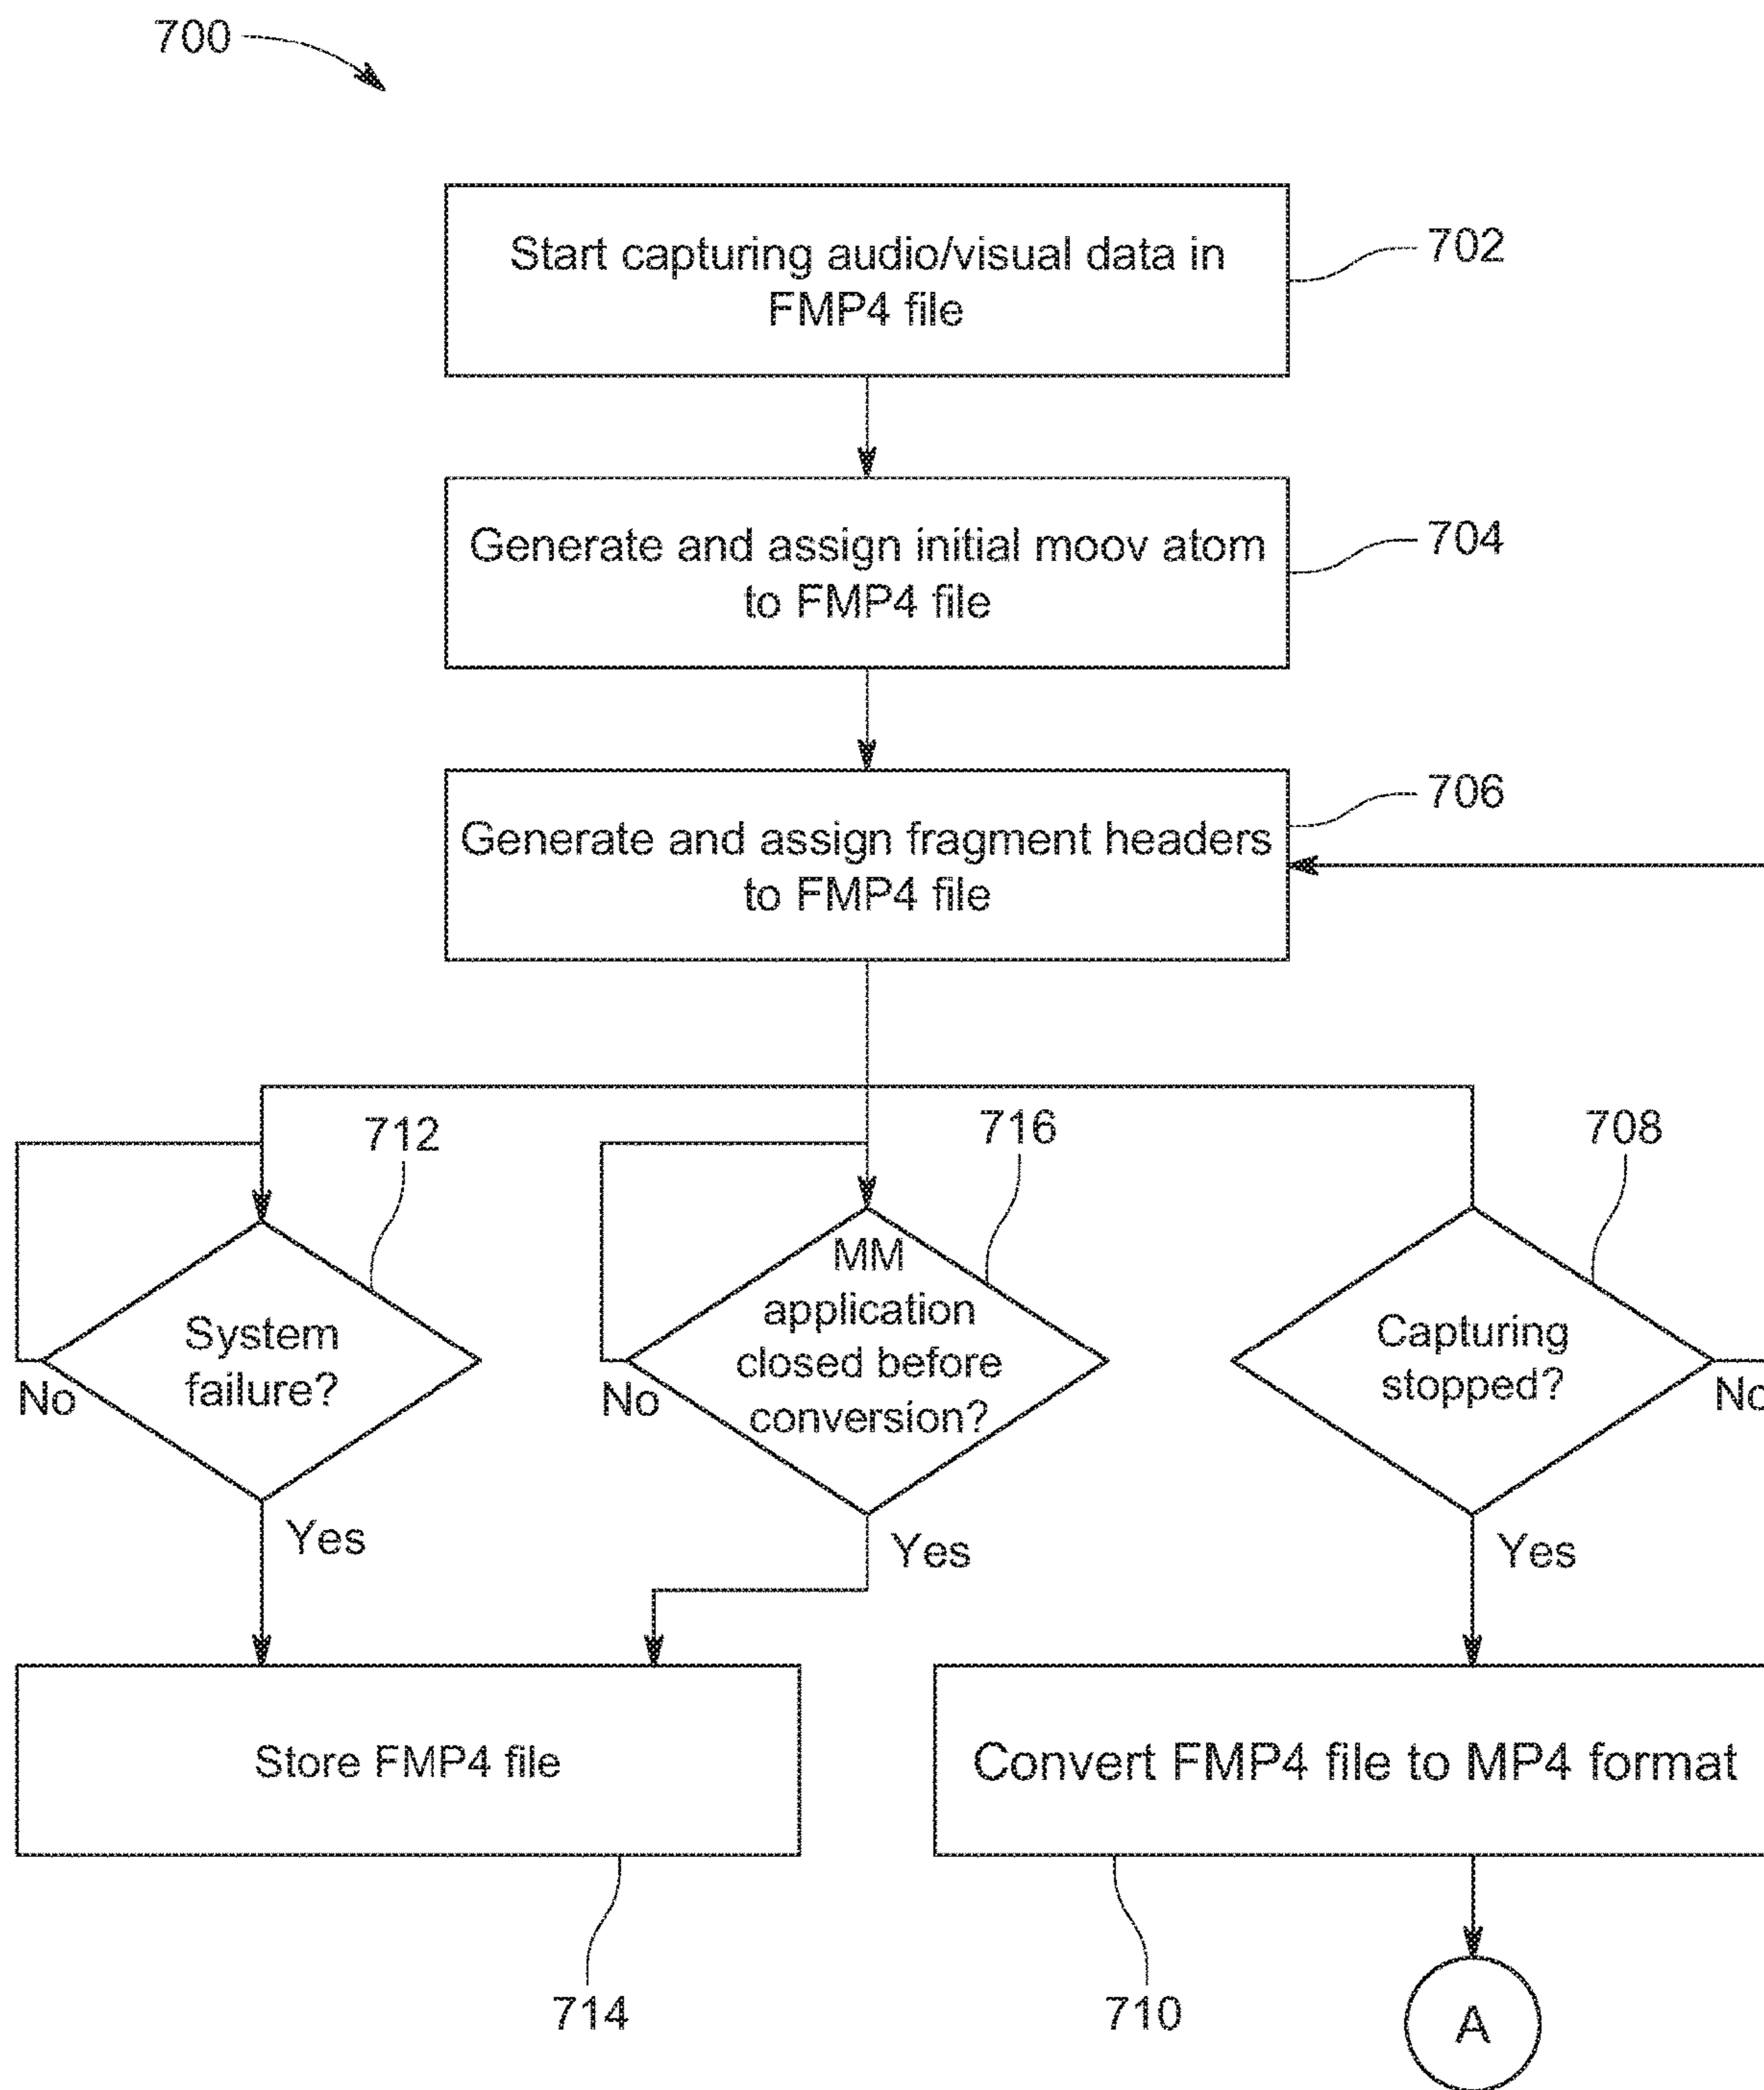 700
Start capturing audio/visual data in
FMP4 file
702
Generate and assign initial moov atom
to FMP4 file
704
Generate and assign fragment headers
to FMP4 file
706
712
716
708
System
failure?
No
Yes
MM
application
closed before
conversion?
No
Yes
Capturing
stopped?
No
Yes
Store FMP4 file
Convert FMP4 file to MP4 format
714
710
A